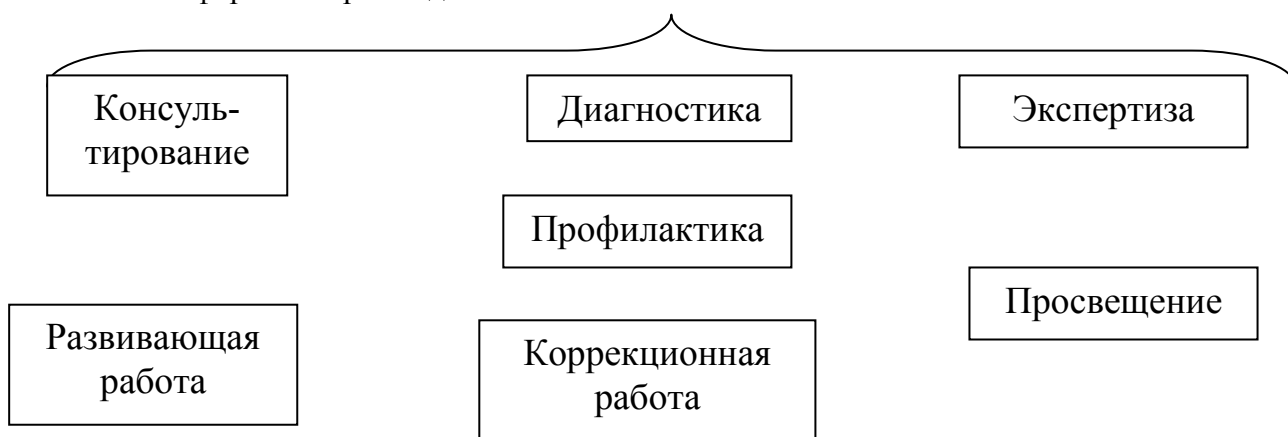 Консуль-
тирование
Диагностика
Экспертиза
Профилактика
Просвещение
Развивающая
работа
Коррекционная
работа